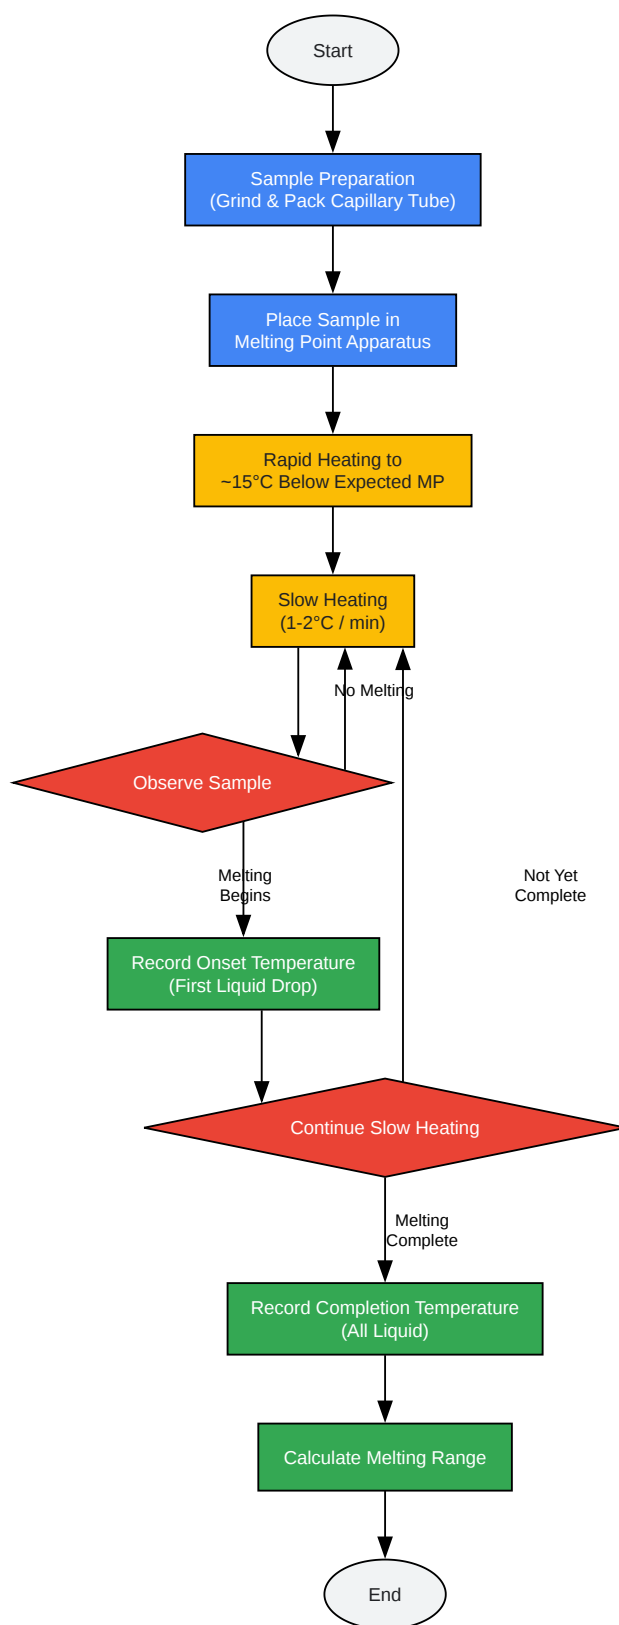 Start
Sample Preparation
(Grind & Pack Capillary Tube)
Place Sample in
Melting Point Apparatus
Rapid Heating to
~15°C Below Expected MP
Slow Heating
(1-2°C / min)
No Melting
Observe Sample
Melting
Begins
Not Yet
Complete
Record Onset Temperature
(First Liquid Drop)
Continue Slow Heating
Melting
Complete
Record Completion Temperature
(All Liquid)
Calculate Melting Range
End